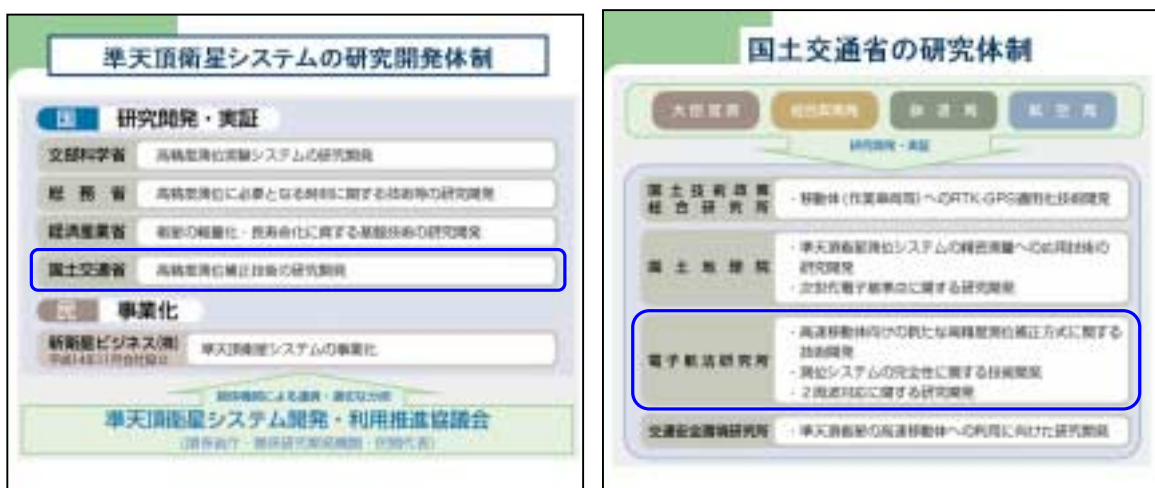 準天頂衛星システムの研究開発体制
国 研究開発・実証
文部科学省 高精度測位実験システムの研究開発
総務省 高精度測位に必要となる時刻に関する技術等の研究開発
経済産業省 衛星の軽量化・長寿命化に資する基盤技術の研究開発
国土交通省 高精度測位補正技術の研究開発
民 事業化
新衛星ビジネス(株)
平成14年11月会社設立
準天頂衛星システムの事業化
準天頂衛星システム開発・利用推進協議会
国土交通省の研究体制
大臣官房 総合政策局 鉄道局 航空局
研究開発・実証
国土技術政策
総合研究所
・移動体(作業車両等)へのRTK-GPS適用化技術開発
国土地理院
・準天頂衛星測位システムの精密測量への応用技術の
研究開発
・次世代電子基準点に関する研究開発
電子航法研究所
・高速移動体向けの新たな高精度測位補正方式に関する
技術開発
・測位システムの完全性に関する技術開発
・2周波対応に関する研究開発
交通安全環境研究所
・準天頂衛星の高速移動体への利用に向けた研究開発